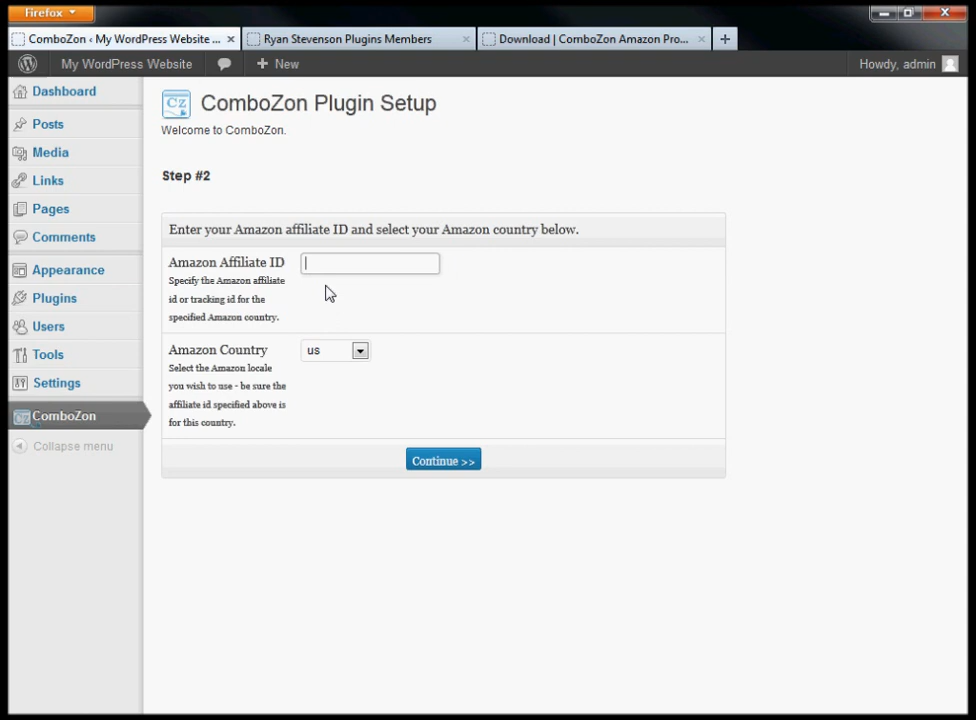 Firefox
ComboZon ‹ My WordPress Website ...
Ryan Stevenson Plugins Members
Download | ComboZon Amazon Pro...
My WordPress Website
New
Howdy, admin
Dashboard
Posts
Media
Links
Pages
Comments
Appearance
Plugins
Users
Tools
Settings
ComboZon
Collapse menu
CZ
ComboZon Plugin Setup
Welcome to ComboZon.
Step #2
Enter your Amazon affiliate ID and select your Amazon country below.
Amazon Affiliate ID
Specify the Amazon affiliate
id or tracking id for the
specified Amazon country.
Amazon Country
us
Select the Amazon locale
you wish to use - be sure the
affiliate id specified above is
for this country.
Continue >>